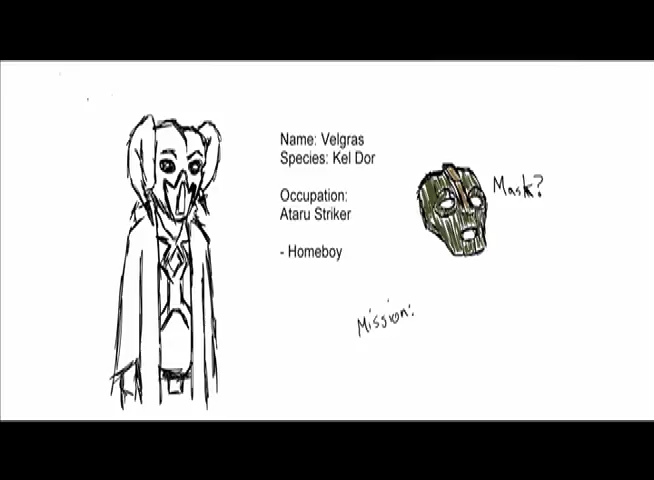 Name: Velgras
Species: Kel Dor
Occupation:
Ataru Striker
- Homeboy
Mask?
Mission: